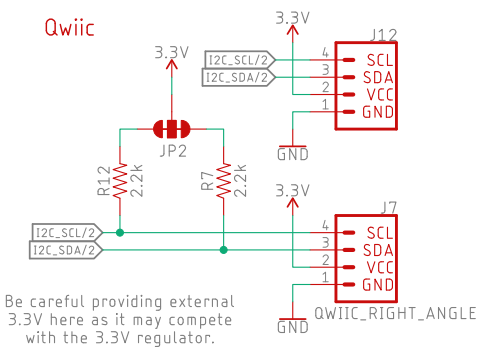 Qwiic
3.3V
J12
I2C_SCL/2
4
SCL
I2C_SDA/2
3
SDA
2
VCC
1
GND
GND
3.3V
JP2
R12
2.2k
R7
2.2k
3.3V
J7
I2C_SCL/2
4
SCL
I2C_SDA/2
3
SDA
2
VCC
1
GND
GND
QWIIC_RIGHT_ANGLE
Be careful providing external
3.3V here as it may compete
with the 3.3V regulator.